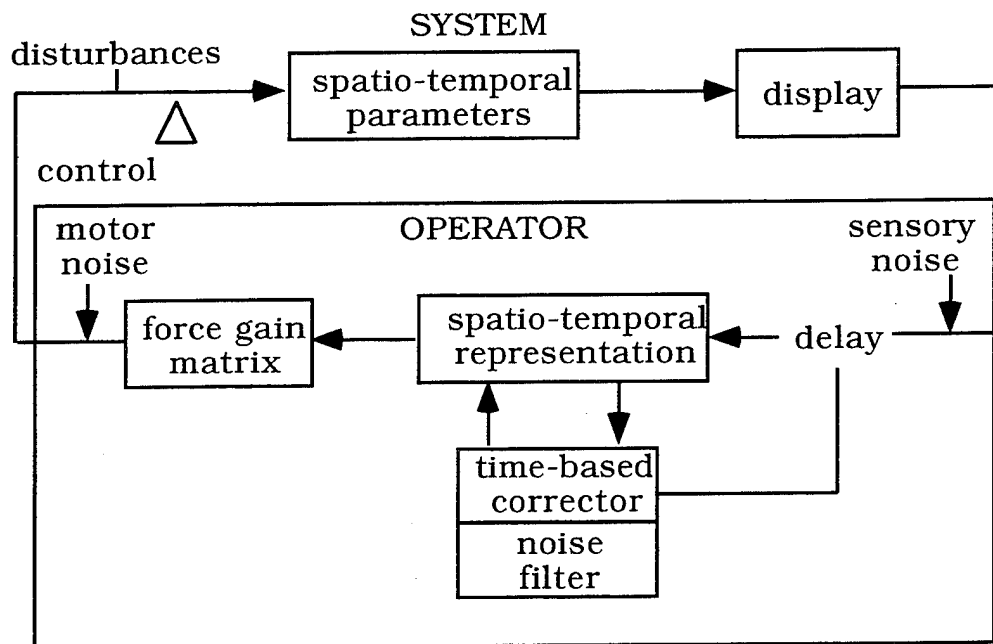 SYSTEM
disturbances
spatio-temporal
parameters
display
control
OPERATOR
motor
noise
sensory
noise
force gain
matrix
spatio-temporal
representation
delay
time-based
corrector
noise
filter